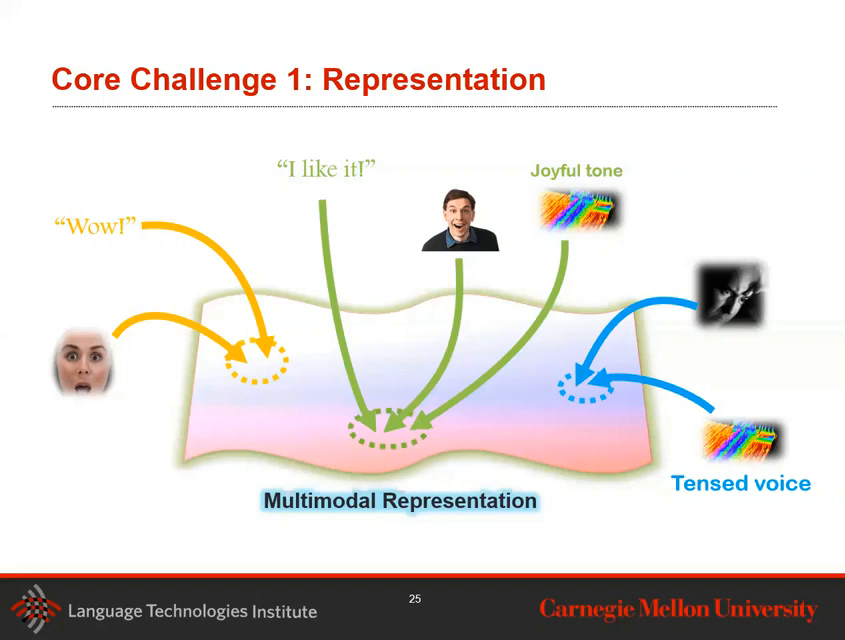 Core Challenge 1: Representation
“I like it!”
Joyful tone
“Wow!”
Tensed voice
Multimodal Representation
Language Technologies Institute
25
Carnegie Mellon University